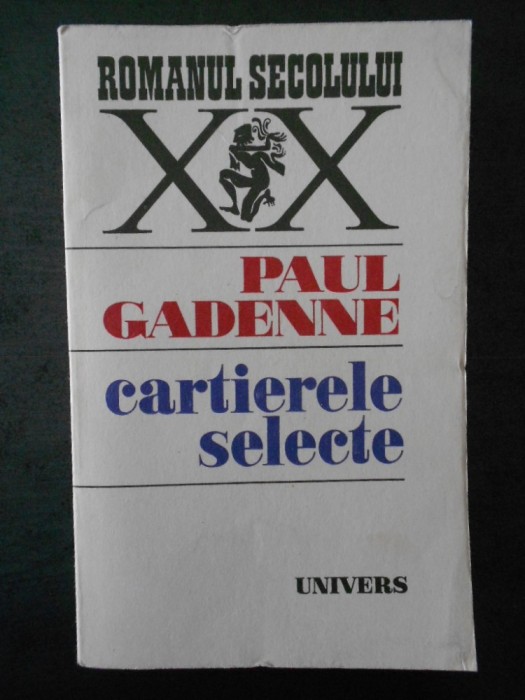 ROMANUL SECOLULUI
XX
PAUL
GADENNE
cartierele
selecte
UNIVERS